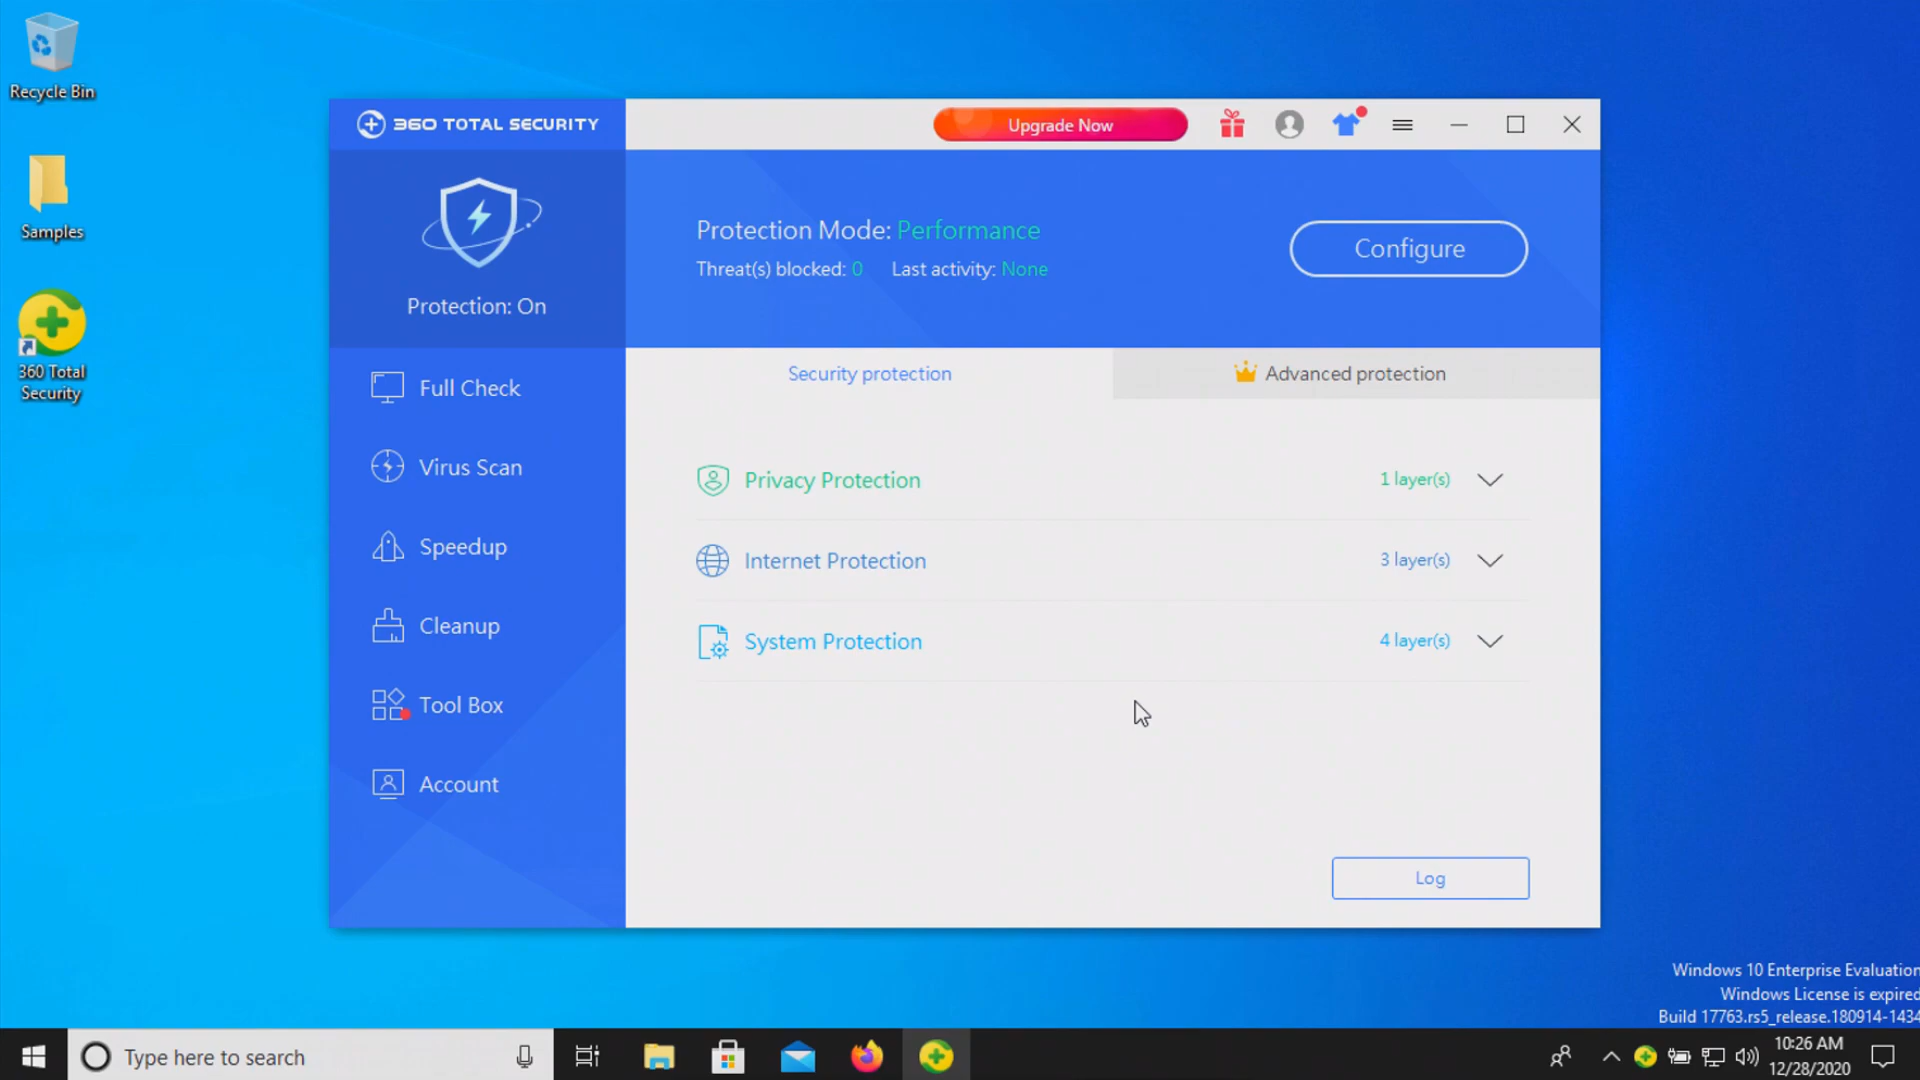 Recycle Bin
Samples
360 Total
Security
360 TOTAL SECURITY
Upgrade Now
Protection: On
Protection Mode: Performance
Threat(s) blocked: 0 Last activity: None
Configure
Full Check
Virus Scan
Speedup
Cleanup
Tool Box
Account
Security protection
Advanced protection
Privacy Protection 1 layer(s)
Internet Protection 3 layer(s)
System Protection 4 layer(s)
Log
Windows 10 Enterprise Evaluation
Windows License is expired
Build 17763.rs5_release.180914-1434
Type here to search
10:26 AM
12/28/2020